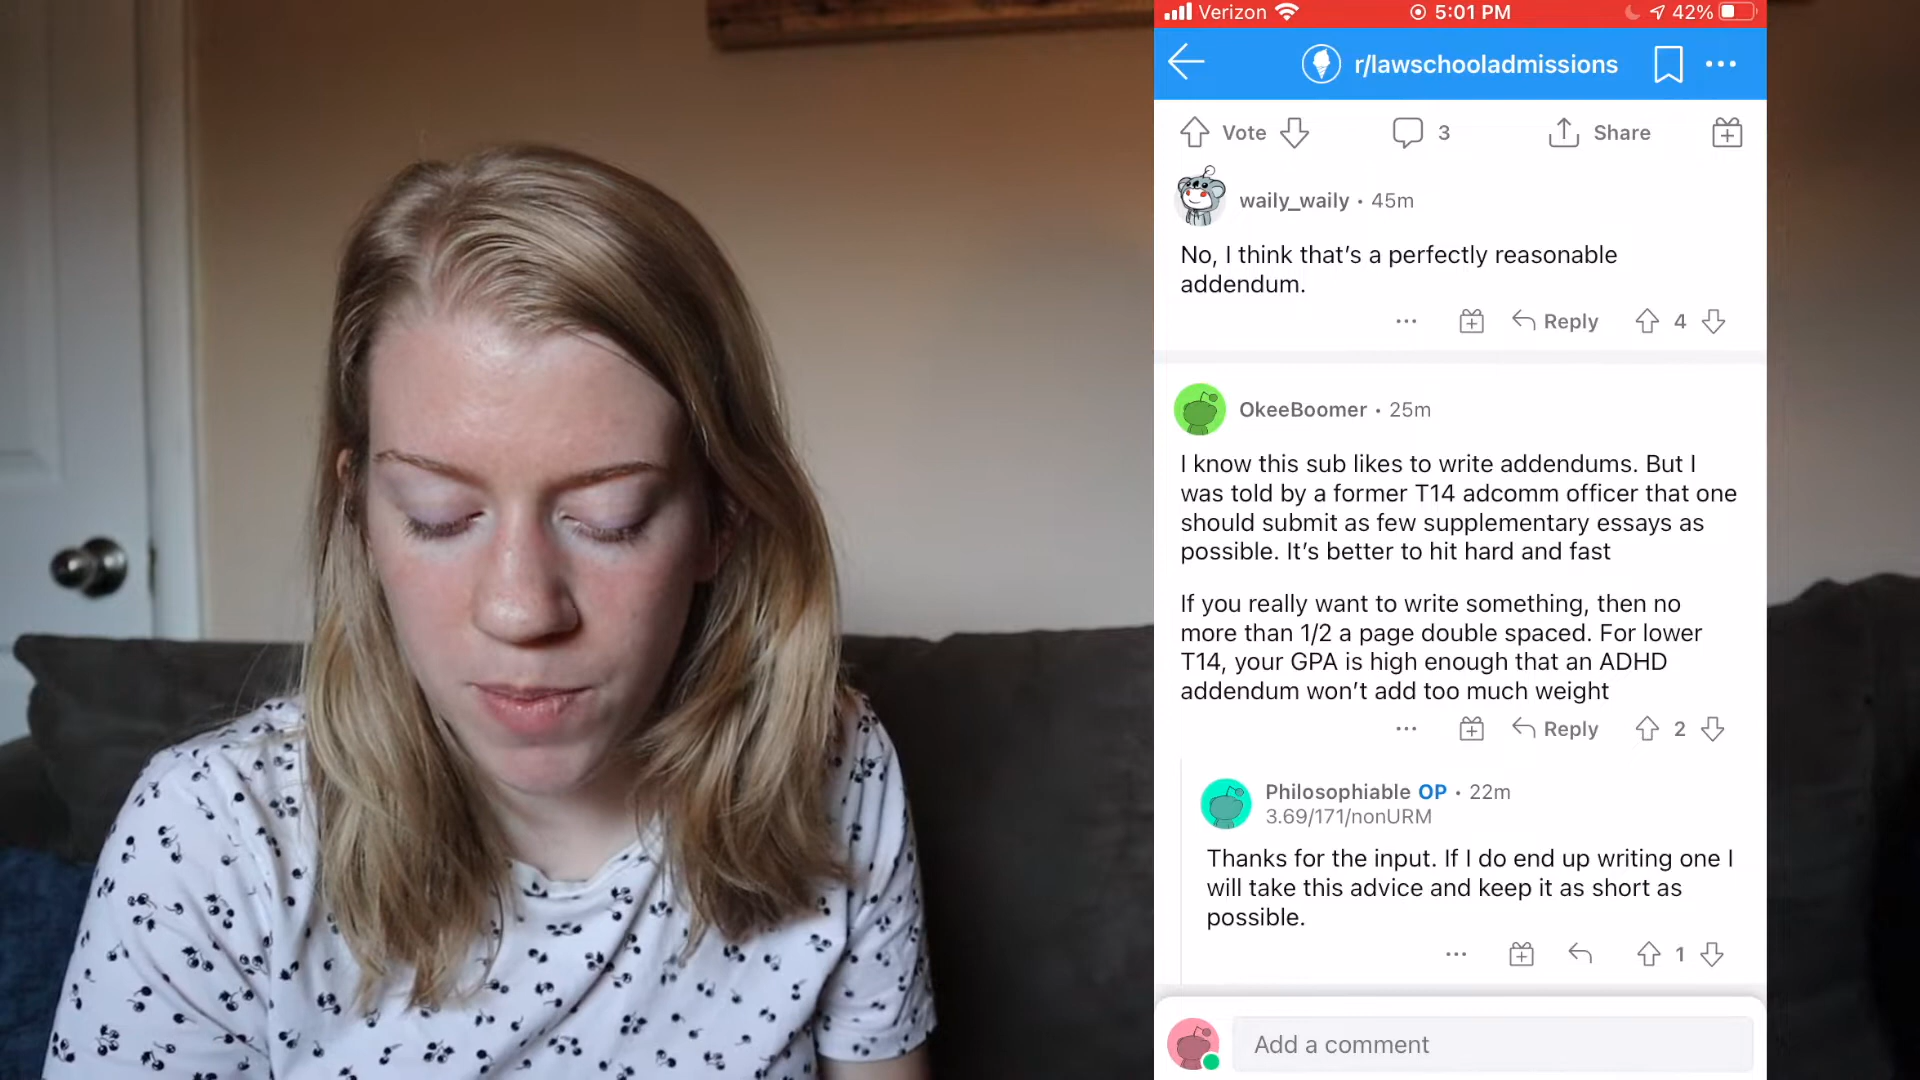 Verizon 5:01 PM 42%
r/lawschooladmissions
Vote 3 Share
waily_waily • 45m
No, I think that's a perfectly reasonable
addendum.
Reply 4
OkeeBoomer • 25m
I know this sub likes to write addendums. But I
was told by a former T14 adcomm officer that one
should submit as few supplementary essays as
possible. It's better to hit hard and fast
If you really want to write something, then no
more than 1/2 a page double spaced. For lower
T14, your GPA is high enough that an ADHD
addendum won't add too much weight
Reply 2
Philosophiable OP • 22m
3.69/171/nonURM
Thanks for the input. If I do end up writing one I
will take this advice and keep it as short as
possible.
1
Add a comment